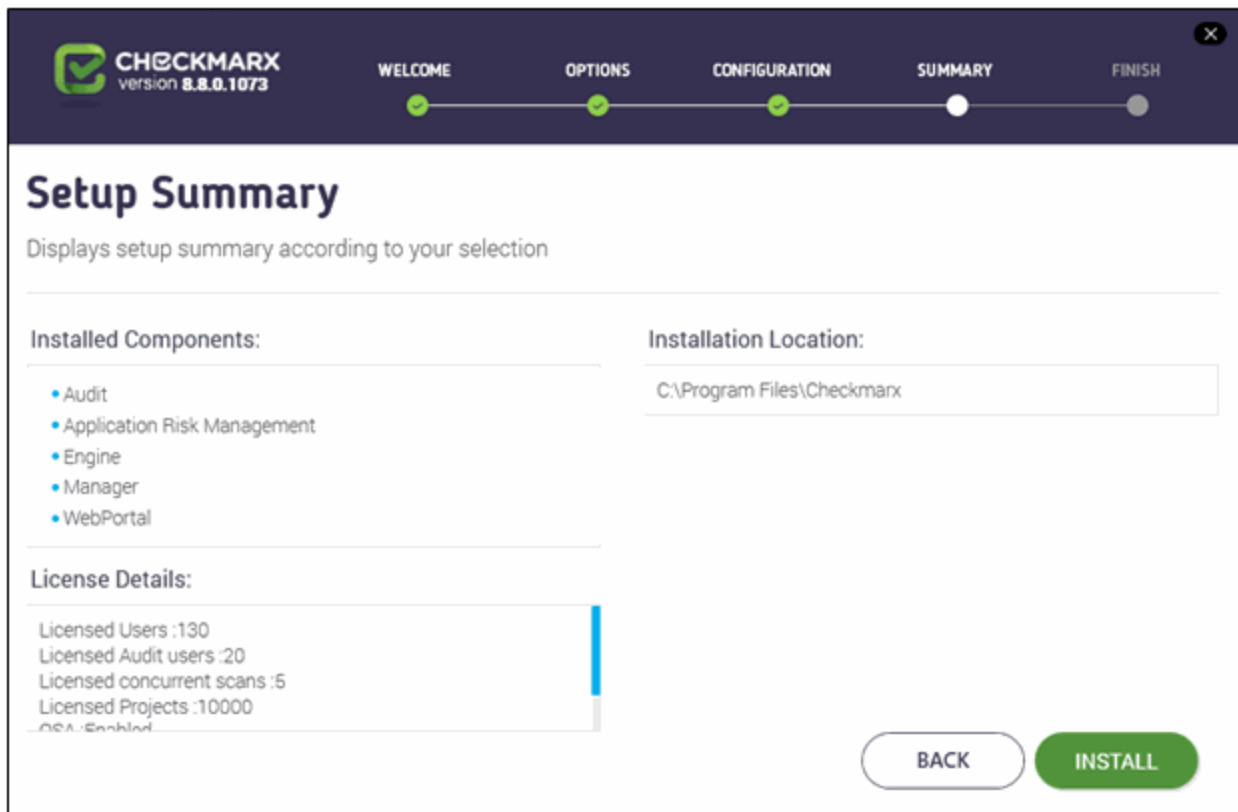 CHECKMARX
version 8.8.0.1073
WELCOME
OPTIONS
CONFIGURATION
SUMMARY
FINISH
Setup Summary
Displays setup summary according to your selection
Installed Components:
Audit
Application Risk Management
Engine
Manager
WebPortal
Installation Location:
C:\Program Files\Checkmarx
License Details:
Licensed Users :130
Licensed Audit users :20
Licensed concurrent scans :5
Licensed Projects :10000
OSA :Enabled
BACK
INSTALL